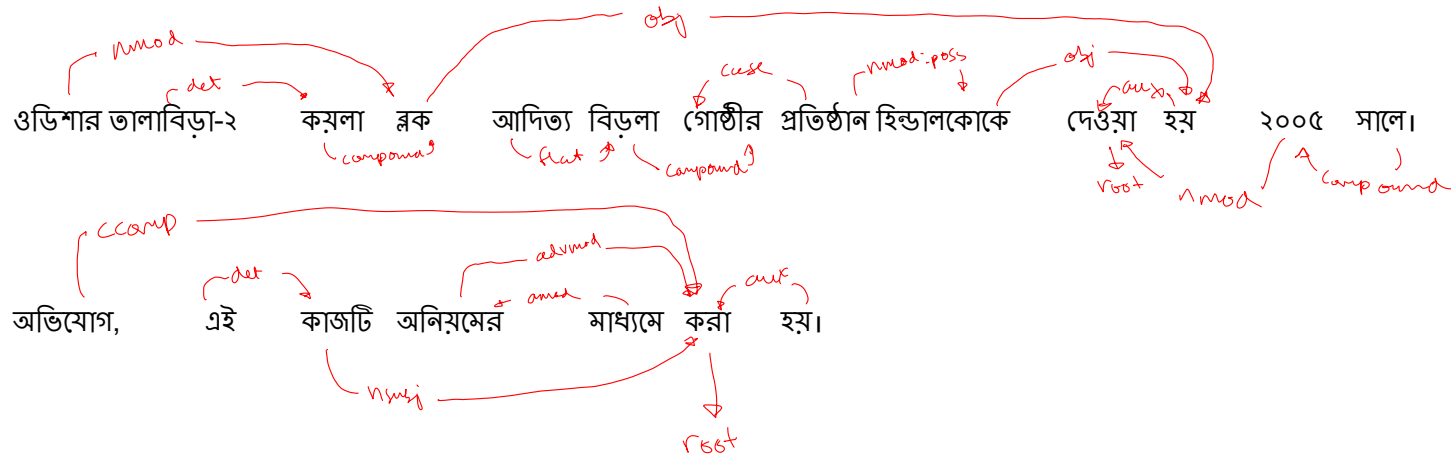 nmod obj
det case nmod:poss obj aux
ওডিশার তালাবিড়া-২ কয়লা ব্লক আদিত্য বিড়লা গোষ্ঠীর প্রতিষ্ঠান হিন্ডালকোকে দেওয়া হয় ২০০৫ সালে।
compound flat compound root nmod compound
ccomp advmod
det amod aux
অভিযোগ, এই কাজটি অনিয়মের মাধ্যমে করা হয়।
nsubj
root